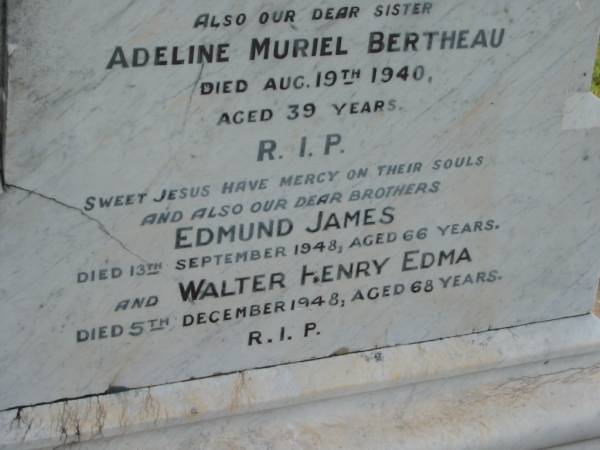 ALSO OUR DEAR SISTER
ADELINE MURIEL BERTHEAU
DIED AUG. 19TH 1940,
AGED 39 YEARS.
R. I. P.
SWEET JESUS HAVE MERCY ON THEIR SOULS
AND ALSO OUR DEAR BROTHERS
EDMUND JAMES
DIED 13TH SEPTEMBER 1948, AGED 66 YEARS.
AND WALTER HENRY EDMA
DIED 5TH DECEMBER 1948, AGED 68 YEARS.
R. I. P.